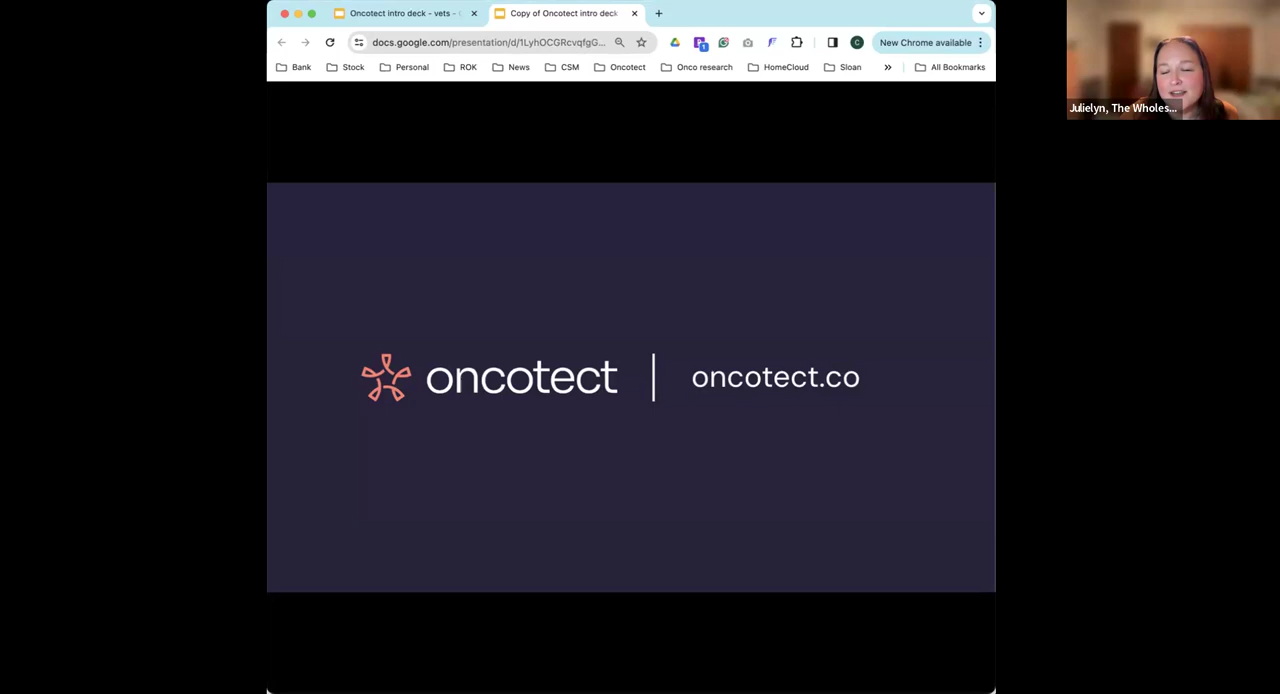 Oncotect intro deck - vets -
Copy of Oncotect intro deck
docs.google.com/presentation/d/1LyhOCGRcvqfgG...
New Chrome available
Bank
Stock
Personal
ROK
News
CSM
Oncotect
Onco research
HomeCloud
Sloan
All Bookmarks
Julielyn, The Wholes...
oncotect | oncotect.co